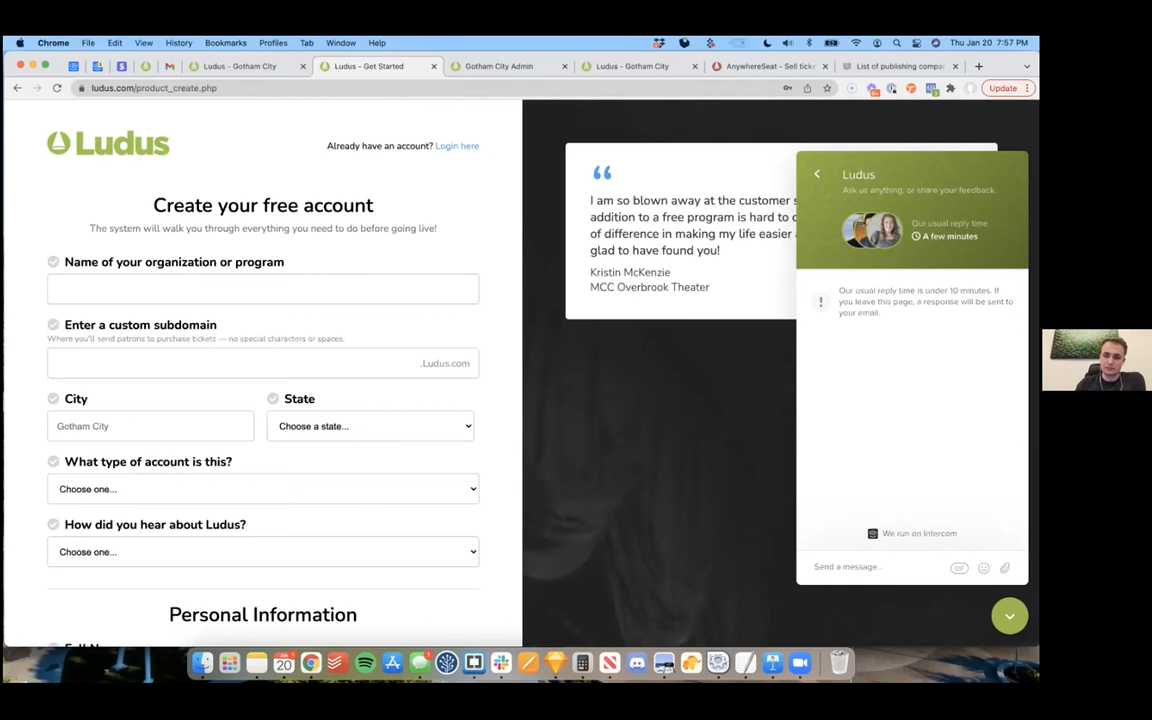 Chrome File Edit View History Bookmarks Profiles Tab Window Help Thu Jan 20 7:57 PM
Ludus - Gotham City
Ludus - Get Started
Gotham City Admin
Ludus - Gotham City
AnywhereSeat - Sell ticke
List of publishing compar
ludus.com/product_create.php
Update
Ludus
Already have an account? Login here
Create your free account
The system will walk you through everything you need to do before going live!
Name of your organization or program
Enter a custom subdomain
Where you'll send patrons to purchase tickets — no special characters or spaces.
.Ludus.com
City
State
Gotham City
Choose a state...
What type of account is this?
Choose one...
How did you hear about Ludus?
Choose one...
Personal Information
“
I am so blown away at the customer s
addition to a free program is hard to c
of difference in making my life easier a
glad to have found you!
Kristin McKenzie
MCC Overbrook Theater
Ludus
Ask us anything, or share your feedback.
Our usual reply time
A few minutes
Our usual reply time is under 10 minutes. If
you leave this page, a response will be sent to
your email.
We run on Intercom
Send a message...
GIF
JAN
20